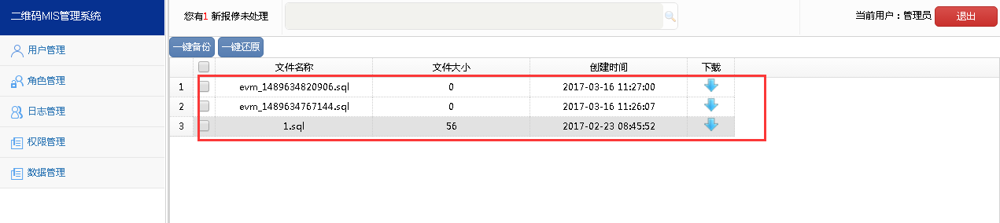 二维码MIS管理系统
您有1 新报修未处理
当前用户：管理员
退出
用户管理
角色管理
日志管理
权限管理
数据管理
一键备份 一键还原
文件名称 文件大小 创建时间 下载
1 evm_1489634820906.sql 0 2017-03-16 11:27:00
2 evm_1489634767144.sql 0 2017-03-16 11:26:07
3 1.sql 56 2017-02-23 08:45:52